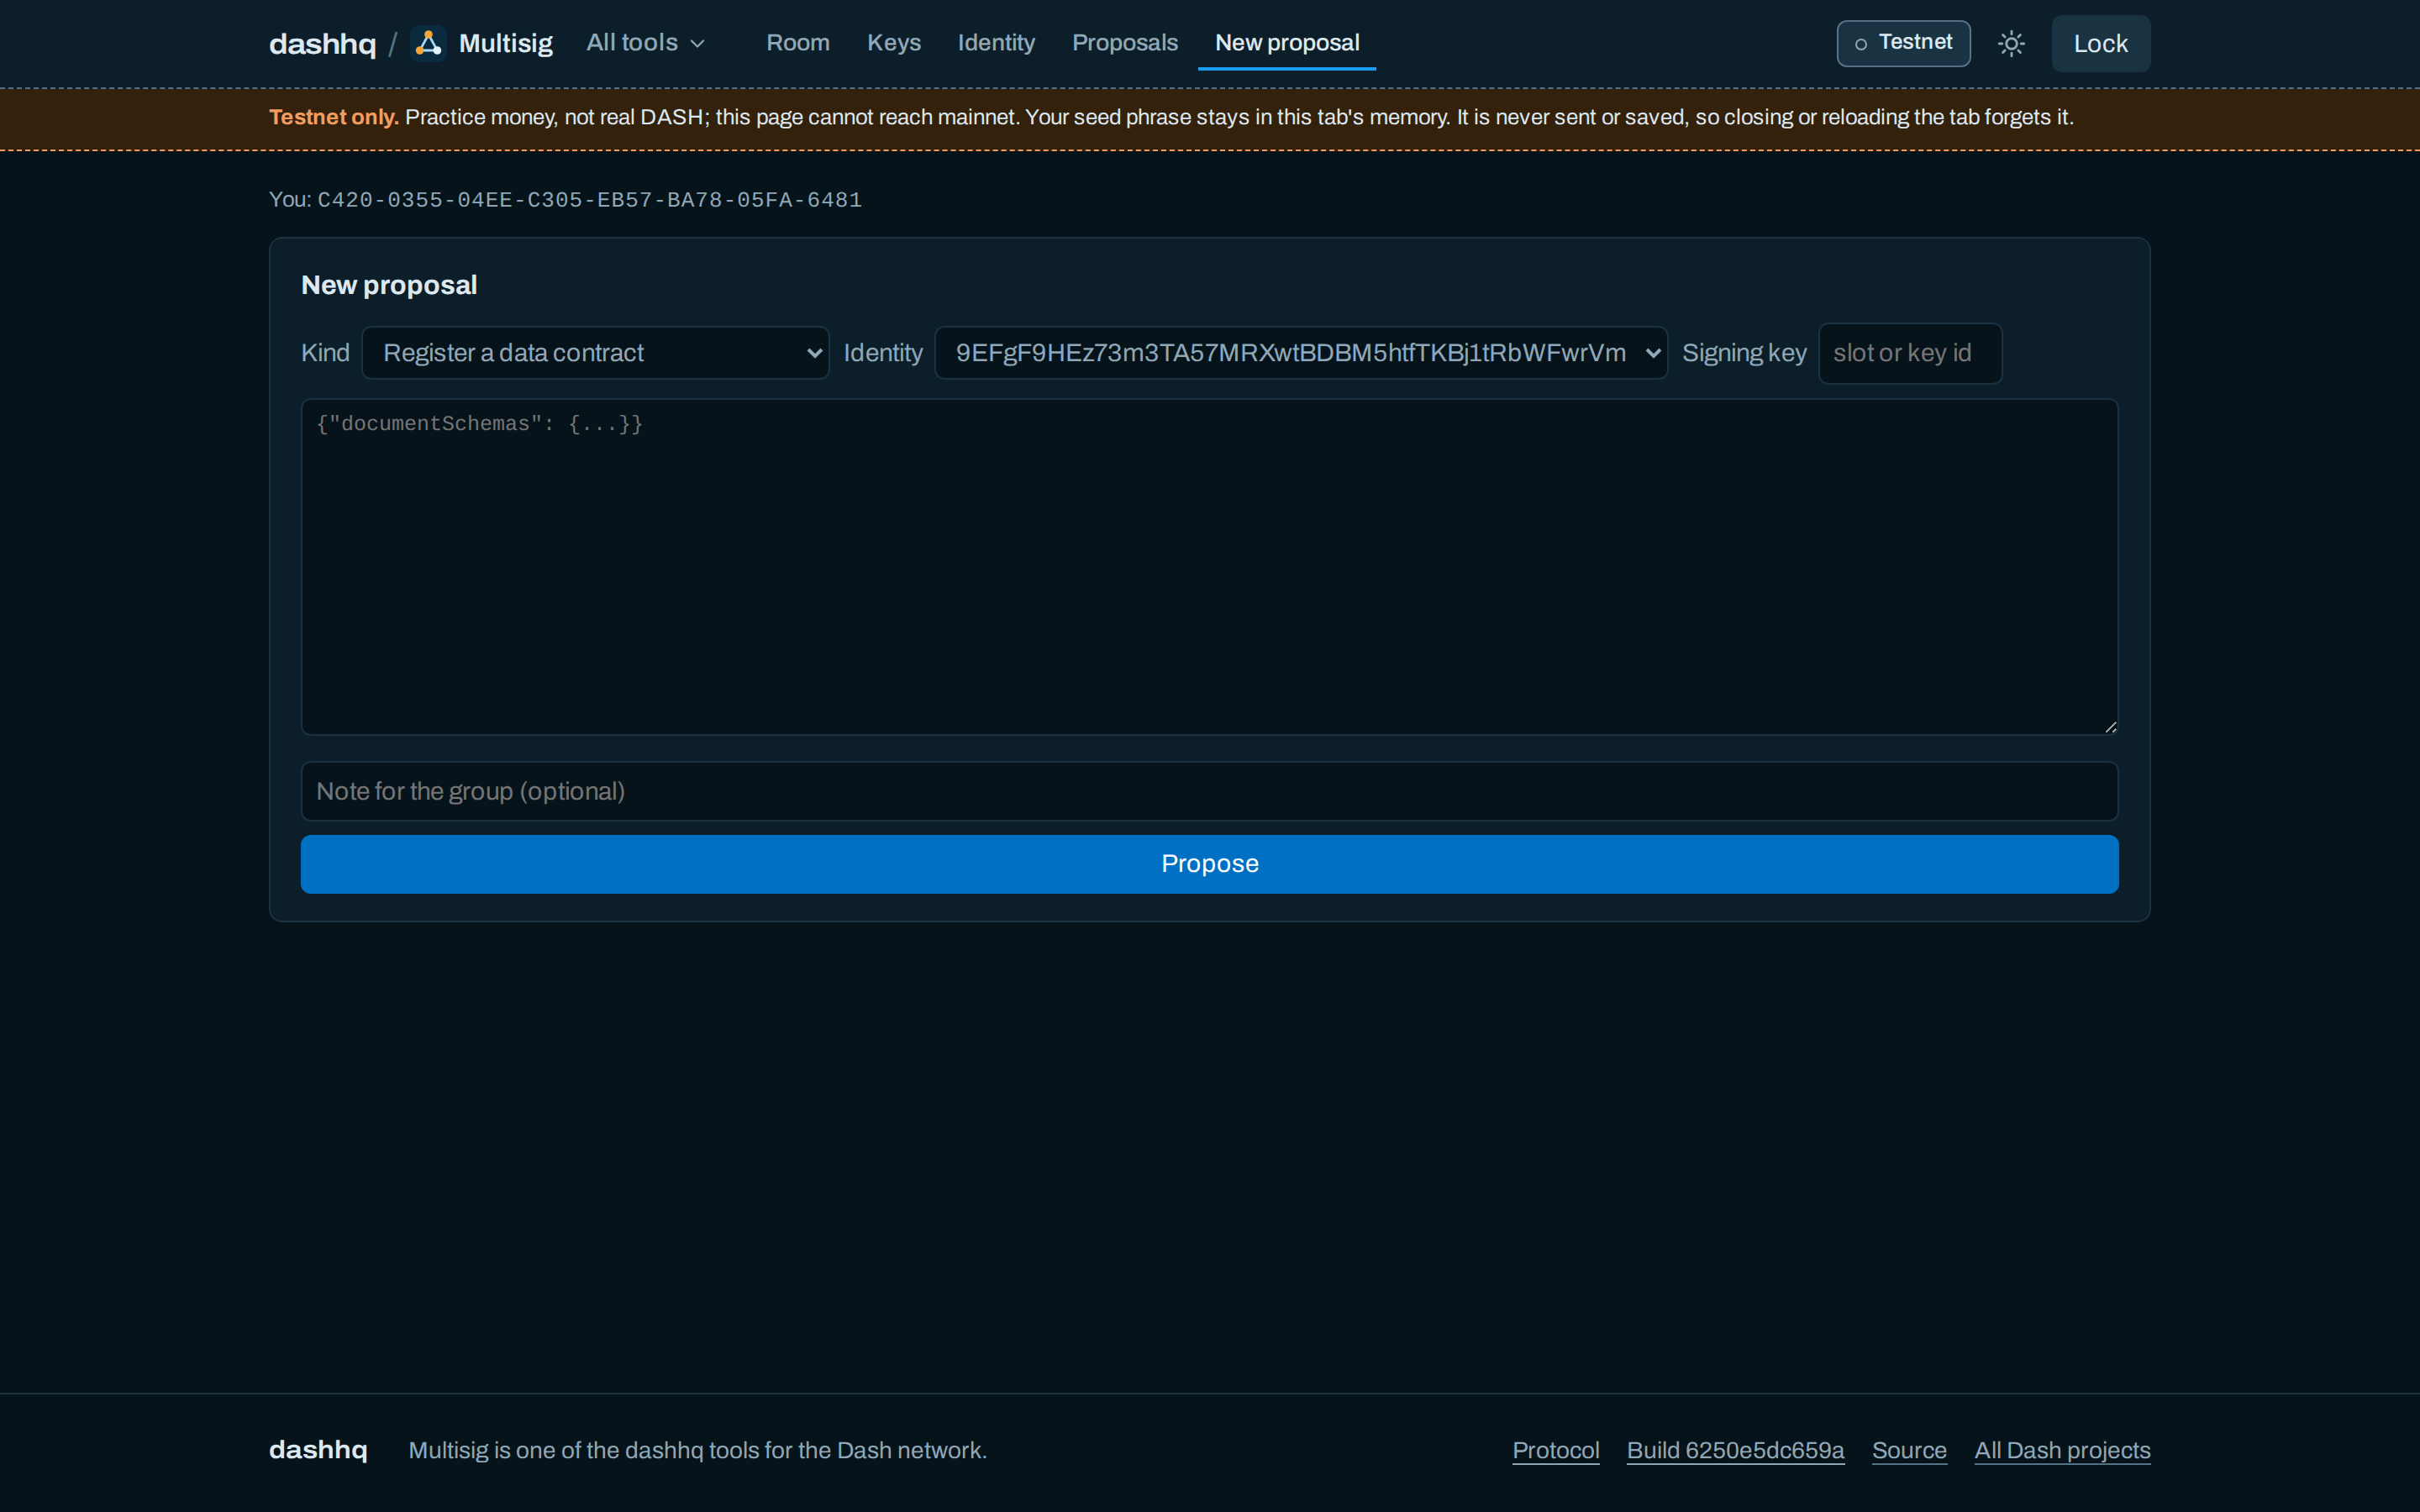 dashhq / Multisig All tools Room Keys Identity Proposals New proposal Testnet Lock
Testnet only. Practice money, not real DASH; this page cannot reach mainnet. Your seed phrase stays in this tab's memory. It is never sent or saved, so closing or reloading the tab forgets it.
You: C420-0355-04EE-C305-EB57-BA78-05FA-6481
New proposal
Kind Register a data contract Identity 9EFgF9HEz73m3TA57MRXwtBDBM5htfTKBj1tRbWFwrVm Signing key slot or key id
{"documentSchemas": {...}}
Note for the group (optional)
Propose
dashhq Multisig is one of the dashhq tools for the Dash network. Protocol Build 6250e5dc659a Source All Dash projects